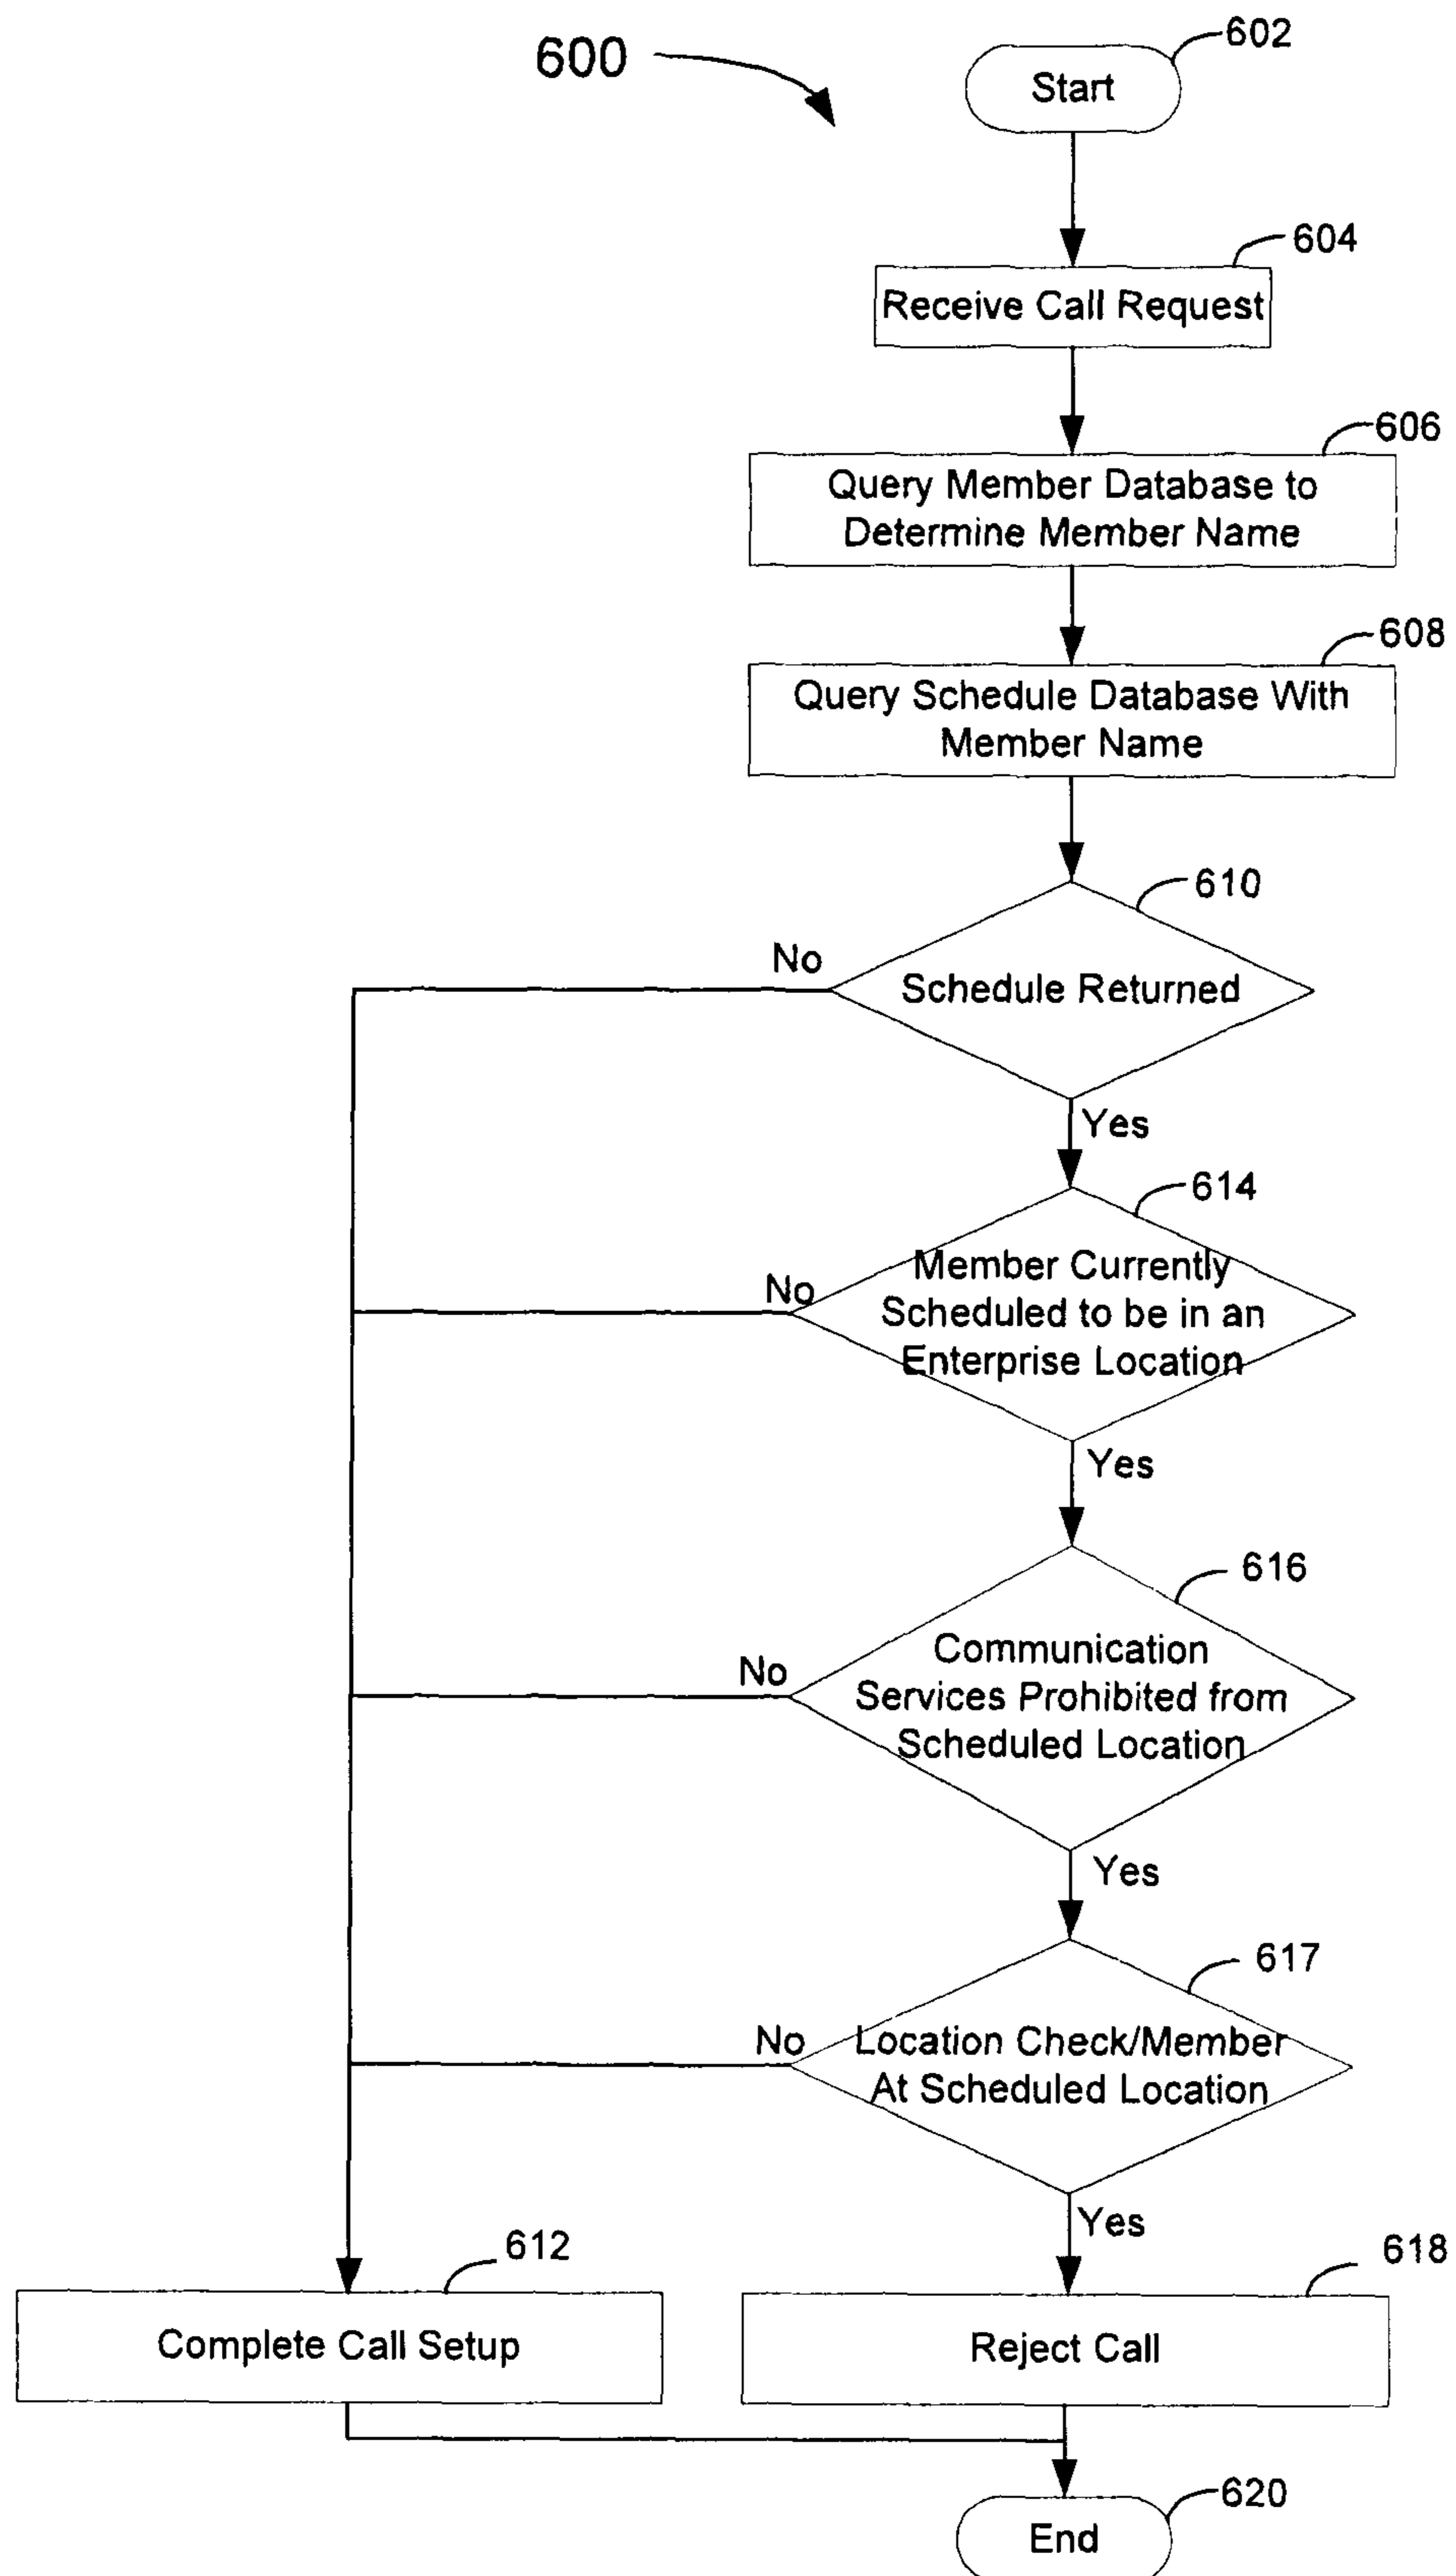 600
602
Start
604
Receive Call Request
606
Query Member Database to
Determine Member Name
608
Query Schedule Database With
Member Name
610
No
Schedule Returned
Yes
614
No
Member Currently
Scheduled to be in an
Enterprise Location
Yes
616
No
Communication
Services Prohibited from
Scheduled Location
Yes
617
No
Location Check/Member
At Scheduled Location
Yes
612
618
Complete Call Setup
Reject Call
620
End